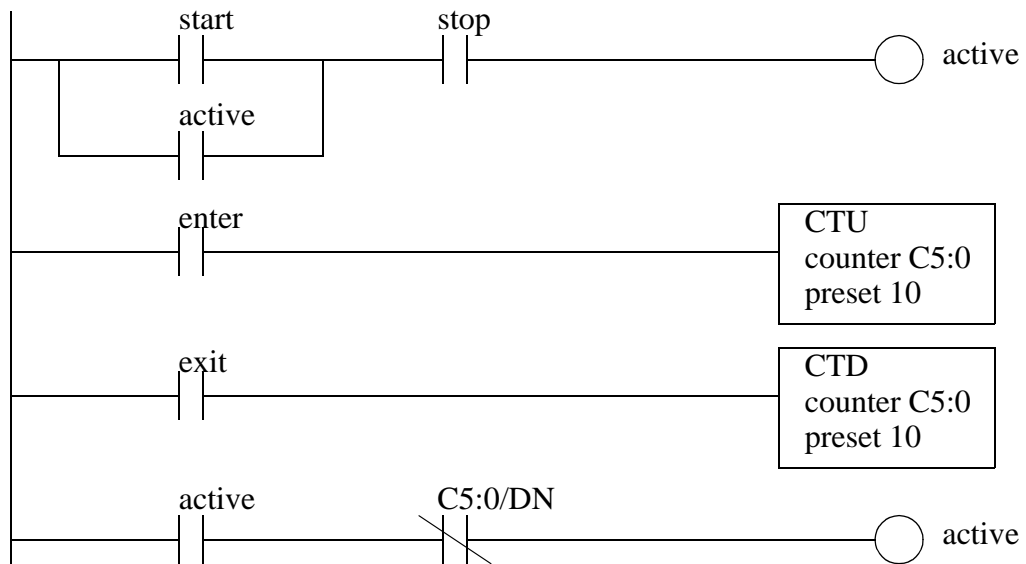 start
stop
active
active
enter
CTU
counter C5:0
preset 10
exit
CTD
counter C5:0
preset 10
active
C5:0/DN
active